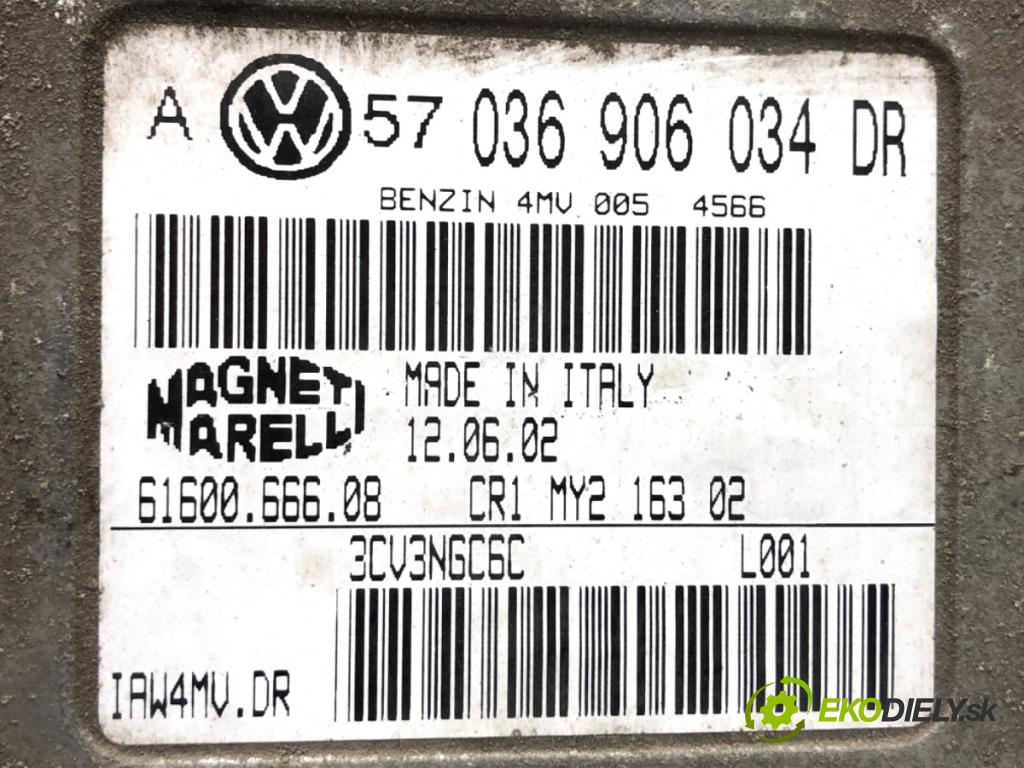 A VW 57 036 906 034 DR
BENZIN 4MV 005 4566
MAGNETI MARELLI
MADE IN ITALY
12.06.02
61600.666.08 CR1 MY2 163 02
3CV3NGC6C L001
IAW4MV.DR
EKODIELY.sk